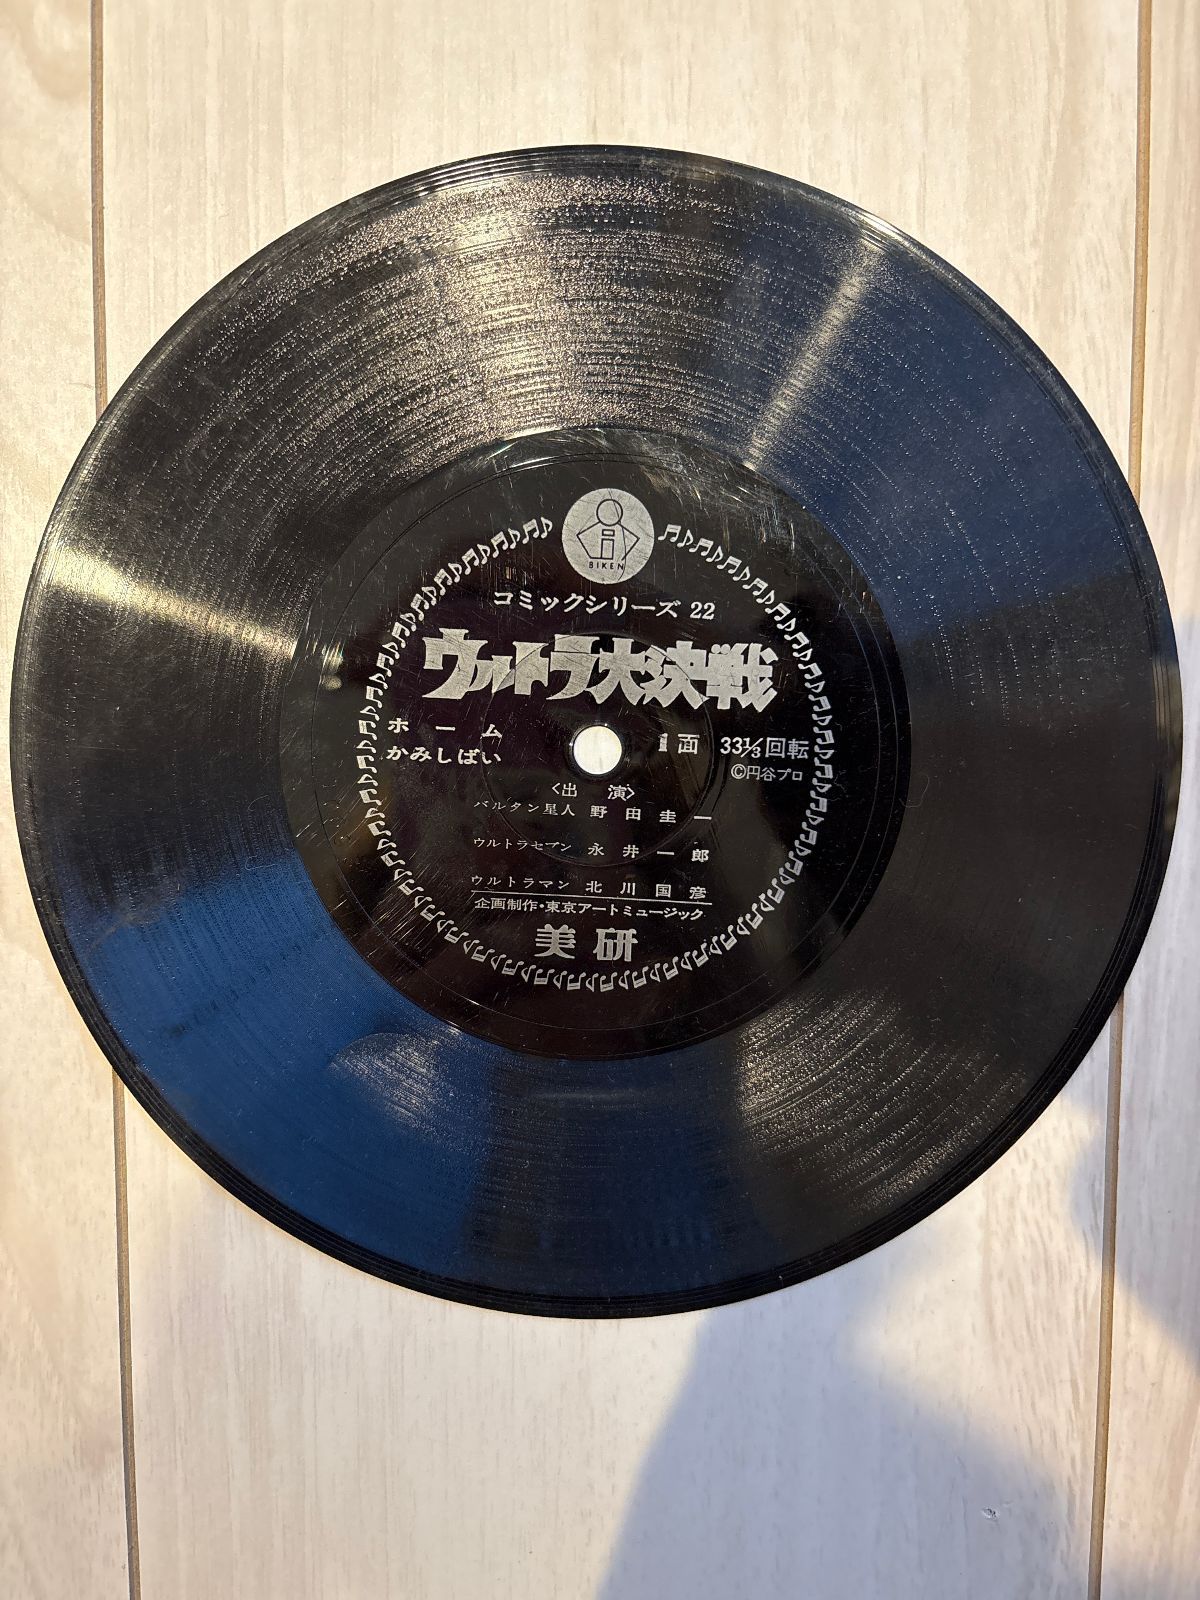 BIKEN
コミックシリーズ 22
ウルトラ大決戦
ホーム
かみしばい
1面 33⅓回転
©円谷プロ
〈出 演〉
バルタン星人 野田圭一
ウルトラセブン 永井一郎
ウルトラマン 北川国彦
企画制作・東京アートミュージック
美研